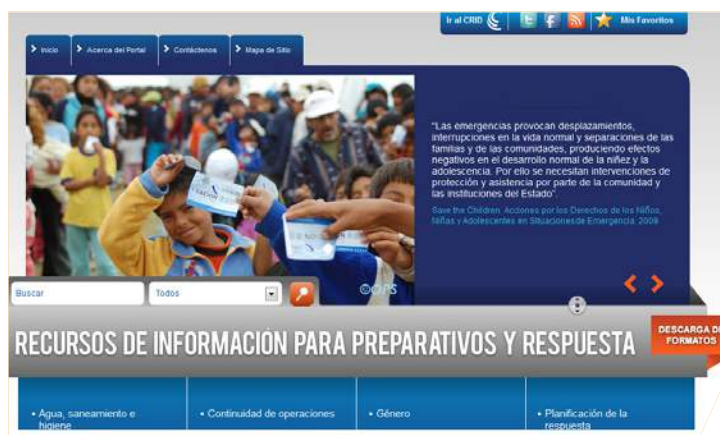 Ir al CRID
Mis Favoritos
Inicio
Acerca del Portal
Contáctenos
Mapa de Sitio
"Las emergencias provocan desplazamientos,
interrupciones en la vida normal y separaciones de las
familias y de las comunidades, produciendo efectos
negativos en el desarrollo normal de la niñez y la
adolescencia. Por ello se necesitan intervenciones de
protección y asistencia por parte de la comunidad y
las instituciones del Estado".
Save the Children. Acciones por los Derechos de los Niños,
Niñas y Adolescentes en Situacionesde Emergencia. 2009
©OPS
Buscar
Todos
RECURSOS DE INFORMACIÓN PARA PREPARATIVOS Y RESPUESTA
DESCARGA DE
FORMATOS
• Agua, saneamiento e
higiene
• Continuidad de operaciones
• Género
• Planificación de la
respuesta